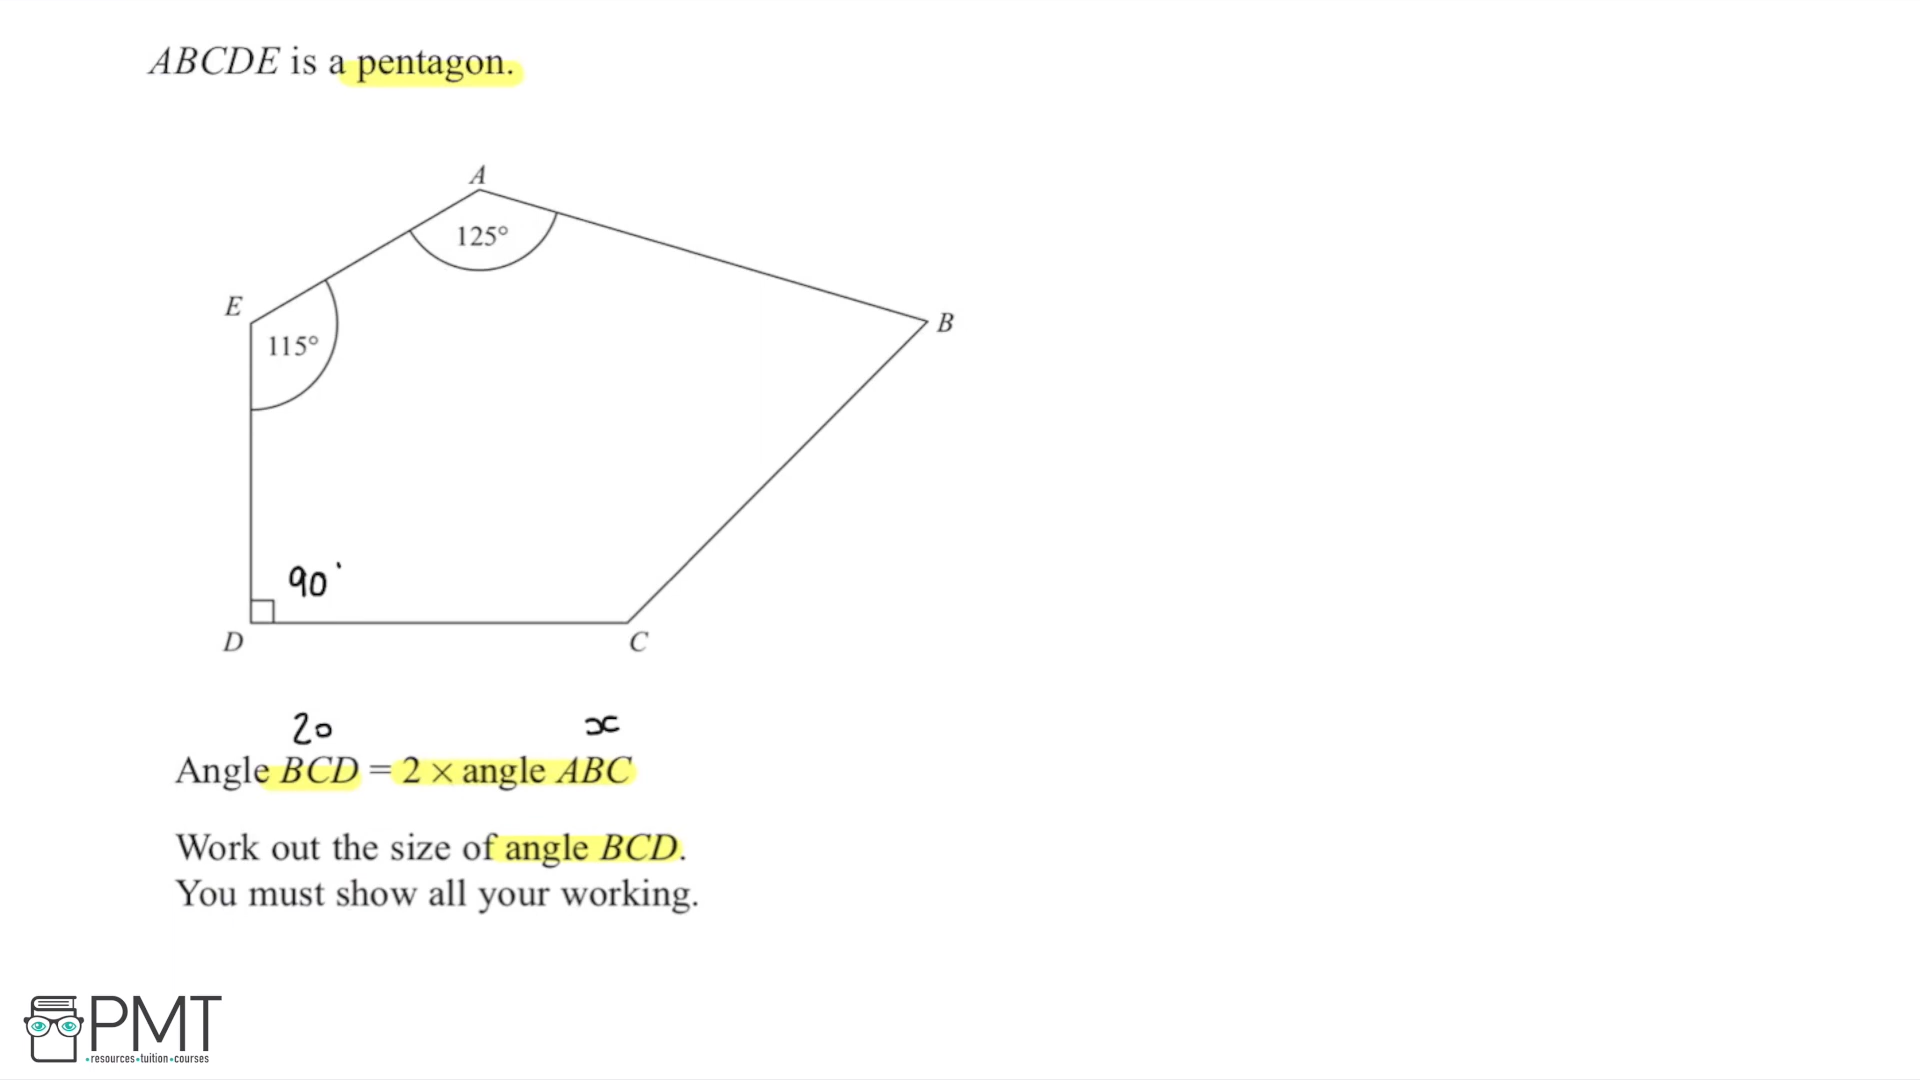 ABCDE is a pentagon.
A
125°
E
B
115°
90°
D
C
20
x
Angle BCD = 2 × angle ABC
Work out the size of angle BCD.
You must show all your working.
PMT
•resources•tuition•courses